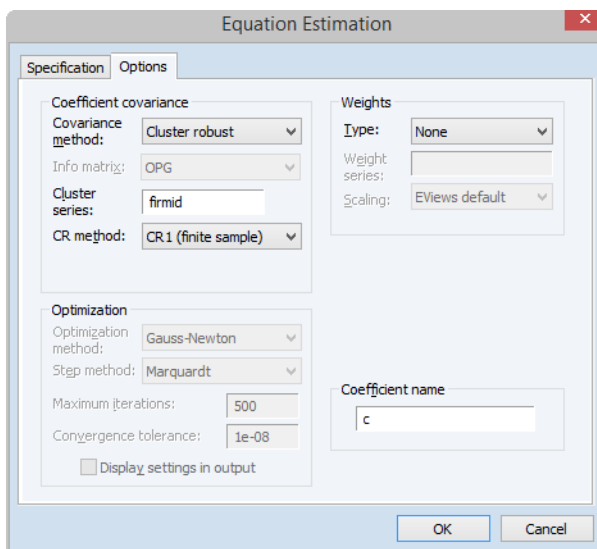 Equation Estimation
Specification
Options
Coefficient covariance
Covariance method:
Cluster robust
Info matrix:
OPG
Cluster series:
firmid
CR method:
CR1 (finite sample)
Weights
Type:
None
Weight series:
Scaling:
EViews default
Optimization
Optimization method:
Gauss-Newton
Step method:
Marquardt
Maximum iterations:
500
Convergence tolerance:
1e-08
Display settings in output
Coefficient name
c
OK
Cancel